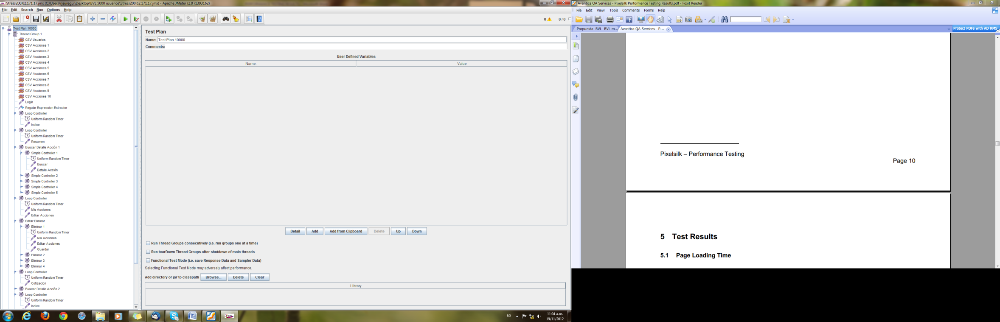 Stress200.62.171.17.jmx (C:\Users\rjauregui\Desktop\BVL 5000 usuarios\Stress200.62.171.17.jmx) - Apache JMeter (2.8 r1393162)
File Edit Search Run Options Help
0
0 / 0
Test Plan 10000
Thread Group 1
CSV Usuarios
CSV Acciones 1
CSV Acciones 2
CSV Acciones 3
CSV Acciones 4
CSV Acciones 5
CSV Acciones 6
CSV Acciones 7
CSV Acciones 8
CSV Acciones 9
CSV Acciones 10
Login
Regular Expression Extractor
Loop Controller
Uniform Random Timer
Indice
Loop Controller
Uniform Random Timer
Resumen
Buscar Detalle Acción 1
Simple Controller 1
Uniform Random Timer
Buscar
Detalle Acción
Simple Controller 2
Simple Controller 3
Simple Controller 4
Simple Controller 5
Loop Controller
Uniform Random Timer
Mis Acciones
Editar Acciones
Editar Eliminar
Eliminar 1
Uniform Random Timer
Mis Acciones
Editar Acciones
Guardar
Eliminar 2
Eliminar 3
Eliminar 4
Loop Controller
Uniform Random Timer
Cotizacion
Buscar Detalle Acción 2
Loop Controller
Uniform Random Timer
Indice
Test Plan
Name: Test Plan 10000
Comments:
User Defined Variables
Name: Value
Detail Add Add from Clipboard Delete Up Down
Run Thread Groups consecutively (i.e. run groups one at a time)
Run tearDown Thread Groups after shutdown of main threads
Functional Test Mode (i.e. save Response Data and Sampler Data)
Selecting Functional Test Mode may adversely affect performance.
Add directory or jar to classpath Browse... Delete Clear
Library
ES
11:04 a.m.
19/11/2012
Avantica QA Services - Pixelsilk Performance Testing Results.pdf - Foxit Reader
File Edit View Tools Comments Forms Help
Propuesta- BVL- BVL m... Avantica QA Services - P... Protect PDFs with AD RMS
Pixelsilk – Performance Testing
Page 10
5 Test Results
5.1 Page Loading Time